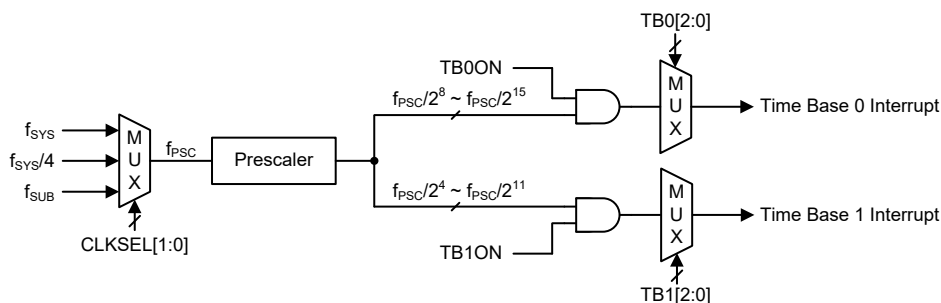 TB0[2:0]
TB0ON
M
U
X
fPSC/2^8 ~ fPSC/2^15
Time Base 0 Interrupt
fSYS
fSYS/4
fSUB
M
U
X
fPSC
Prescaler
CLKSEL[1:0]
fPSC/2^4 ~ fPSC/2^11
M
U
X
Time Base 1 Interrupt
TB1ON
TB1[2:0]